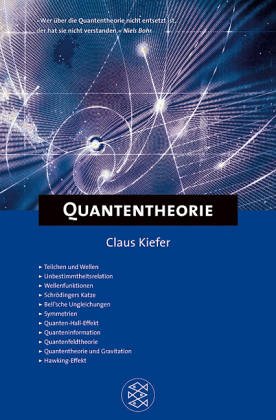 »Wer über die Quantentheorie nicht entsetzt ist,
der hat sie nicht verstanden.« Niels Bohr
QUANTENTHEORIE
Claus Kiefer
▸ Teilchen und Wellen
▸ Unbestimmtheitsrelation
▸ Wellenfunktionen
▸ Schrödingers Katze
▸ Bell'sche Ungleichungen
▸ Symmetrien
▸ Quanten-Hall-Effekt
▸ Quanteninformation
▸ Quantenfeldtheorie
▸ Quantentheorie und Gravitation
▸ Hawking-Effekt